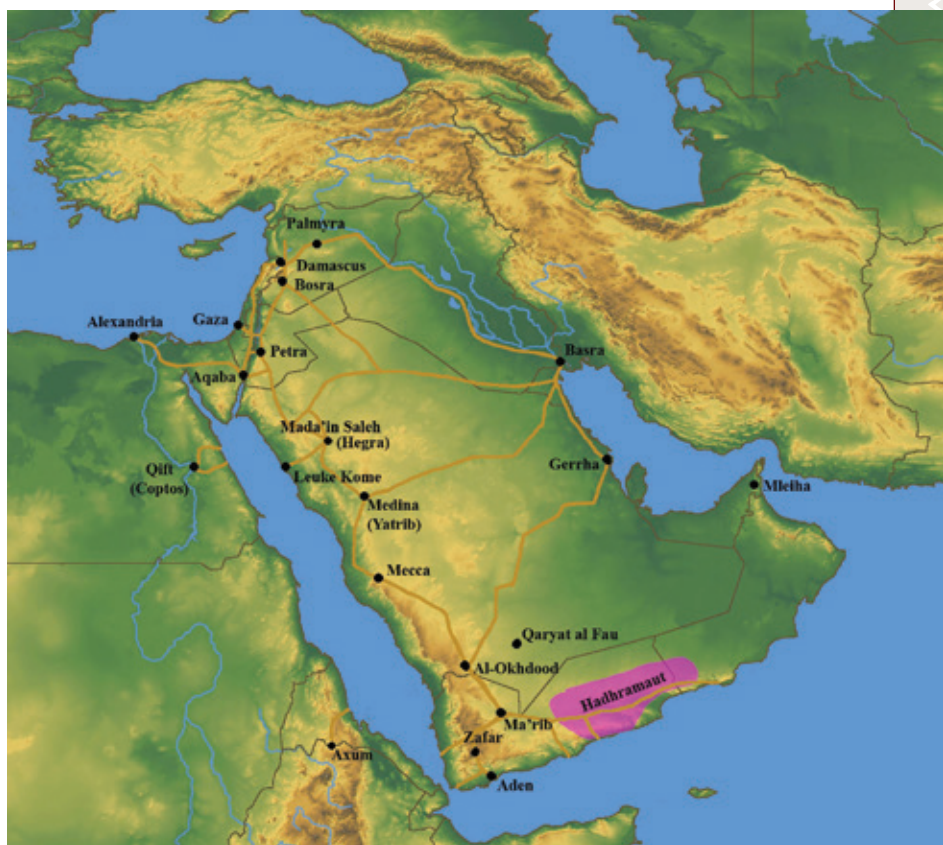 Palmyra
Damascus
Bosra
Alexandria
Gaza
Petra
Basra
Aqaba
Mada'in Saleh
(Hegra)
Gerrha
Qift
(Coptos)
Leuke Kome
Mleiha
Medina
(Yatrib)
Mecca
Qaryat al Fau
Al-Okhdood
Hadhramaut
Ma'rib
Zafar
Axum
Aden